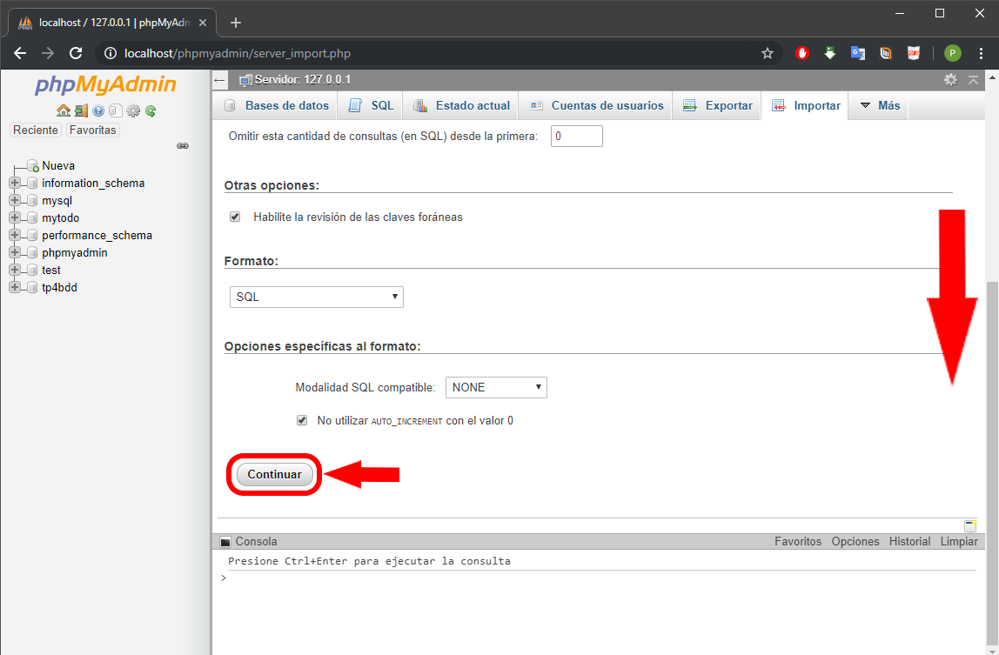 localhost / 127.0.0.1 | phpMyAdm
localhost/phpmyadmin/server_import.php
P
phpMyAdmin
Reciente
Favoritas
Nueva
information_schema
mysql
mytodo
performance_schema
phpmyadmin
test
tp4bdd
Servidor: 127.0.0.1
Bases de datos
SQL
Estado actual
Cuentas de usuarios
Exportar
Importar
Más
Omitir esta cantidad de consultas (en SQL) desde la primera: 0
Otras opciones:
Habilite la revisión de las claves foráneas
Formato:
SQL
Opciones específicas al formato:
Modalidad SQL compatible: NONE
No utilizar AUTO_INCREMENT con el valor 0
Continuar
Consola
Favoritos
Opciones
Historial
Limpiar
Presione Ctrl+Enter para ejecutar la consulta
>